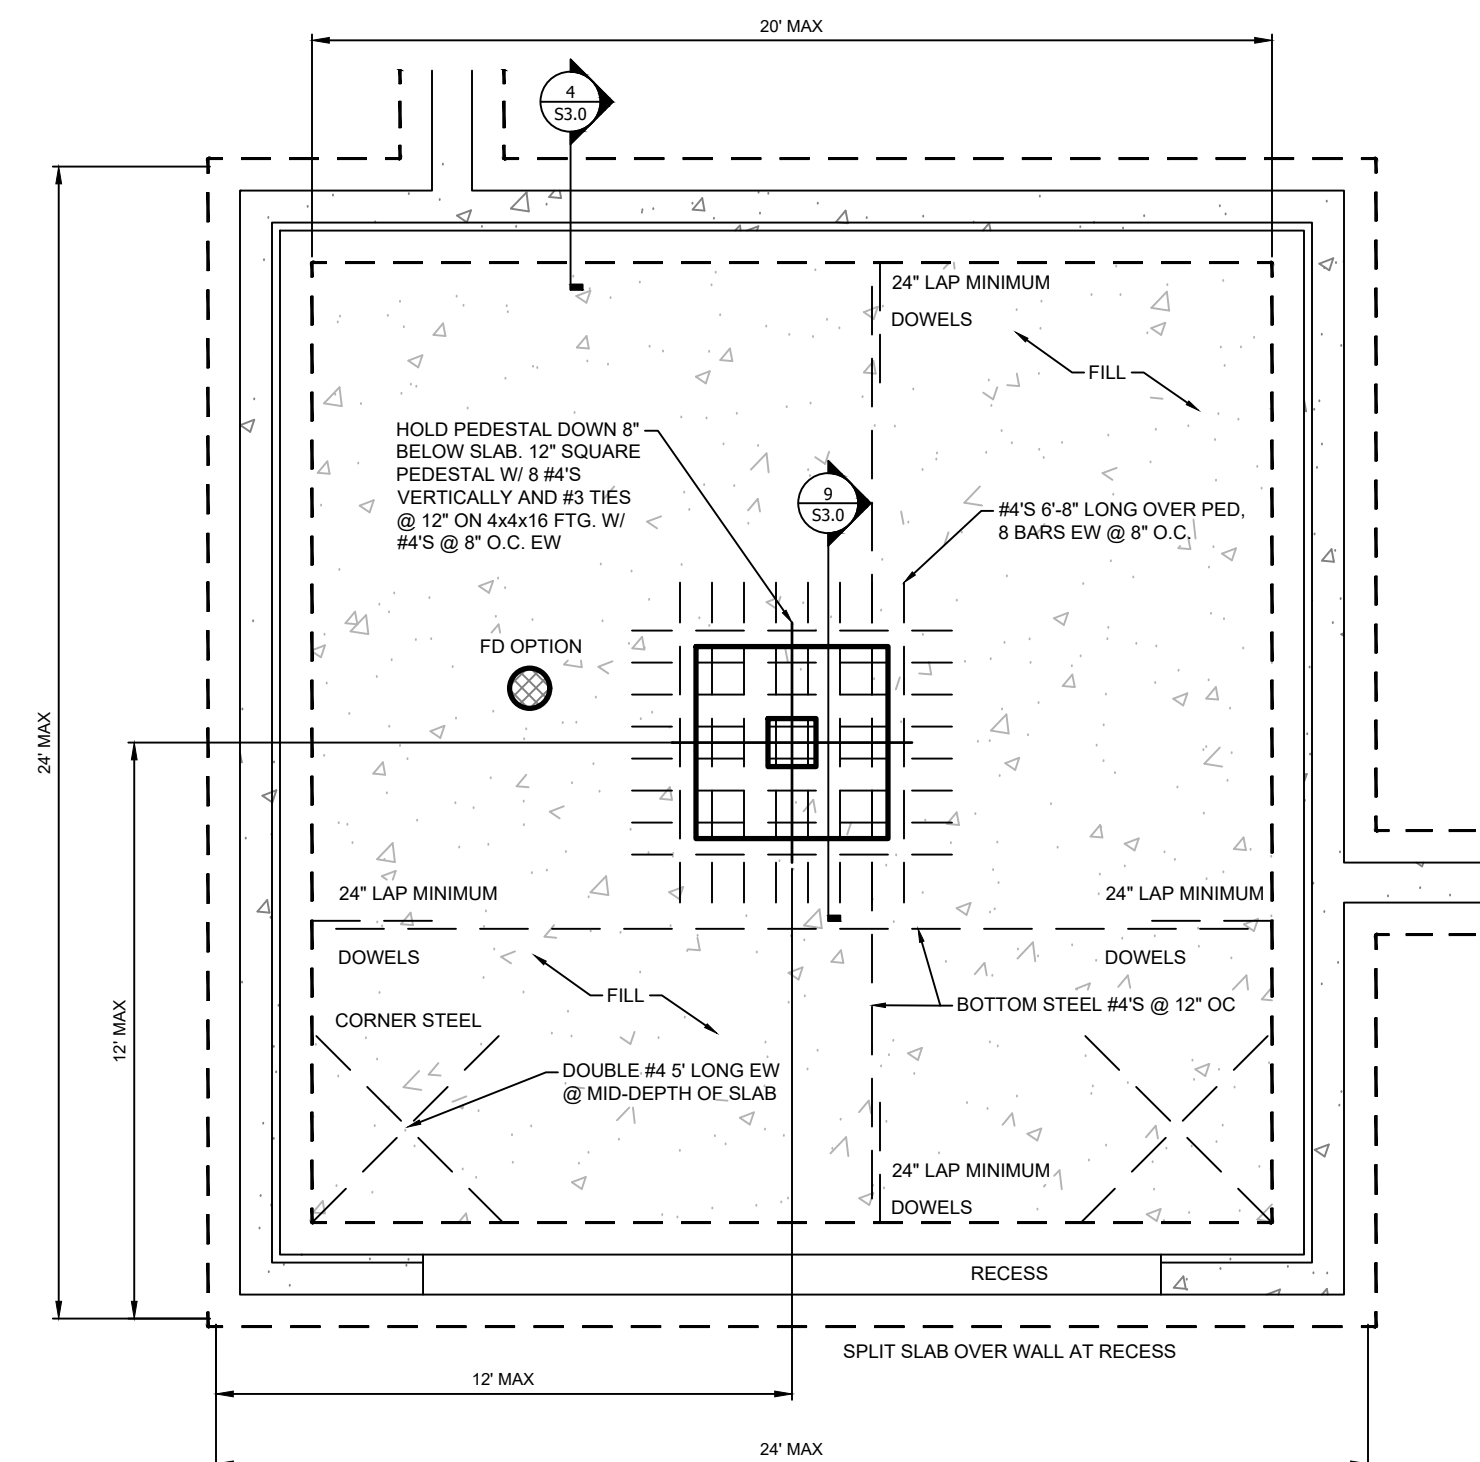 20' MAX
4
S3.0
24" LAP MINIMUM
DOWELS
FILL
HOLD PEDESTAL DOWN 8"
BELOW SLAB. 12" SQUARE
PEDESTAL W/ 8 #4'S
VERTICALLY AND #3 TIES
@ 12" ON 4x4x16 FTG. W/
#4'S @ 8" O.C. EW
9
S3.0
#4'S 6'-8" LONG OVER PED,
8 BARS EW @ 8" O.C.
FD OPTION
24' MAX
12' MAX
24" LAP MINIMUM
DOWELS
24" LAP MINIMUM
DOWELS
FILL
CORNER STEEL
BOTTOM STEEL #4'S @ 12" OC
DOUBLE #4 5' LONG EW
@ MID-DEPTH OF SLAB
24" LAP MINIMUM
DOWELS
RECESS
SPLIT SLAB OVER WALL AT RECESS
12' MAX
24' MAX